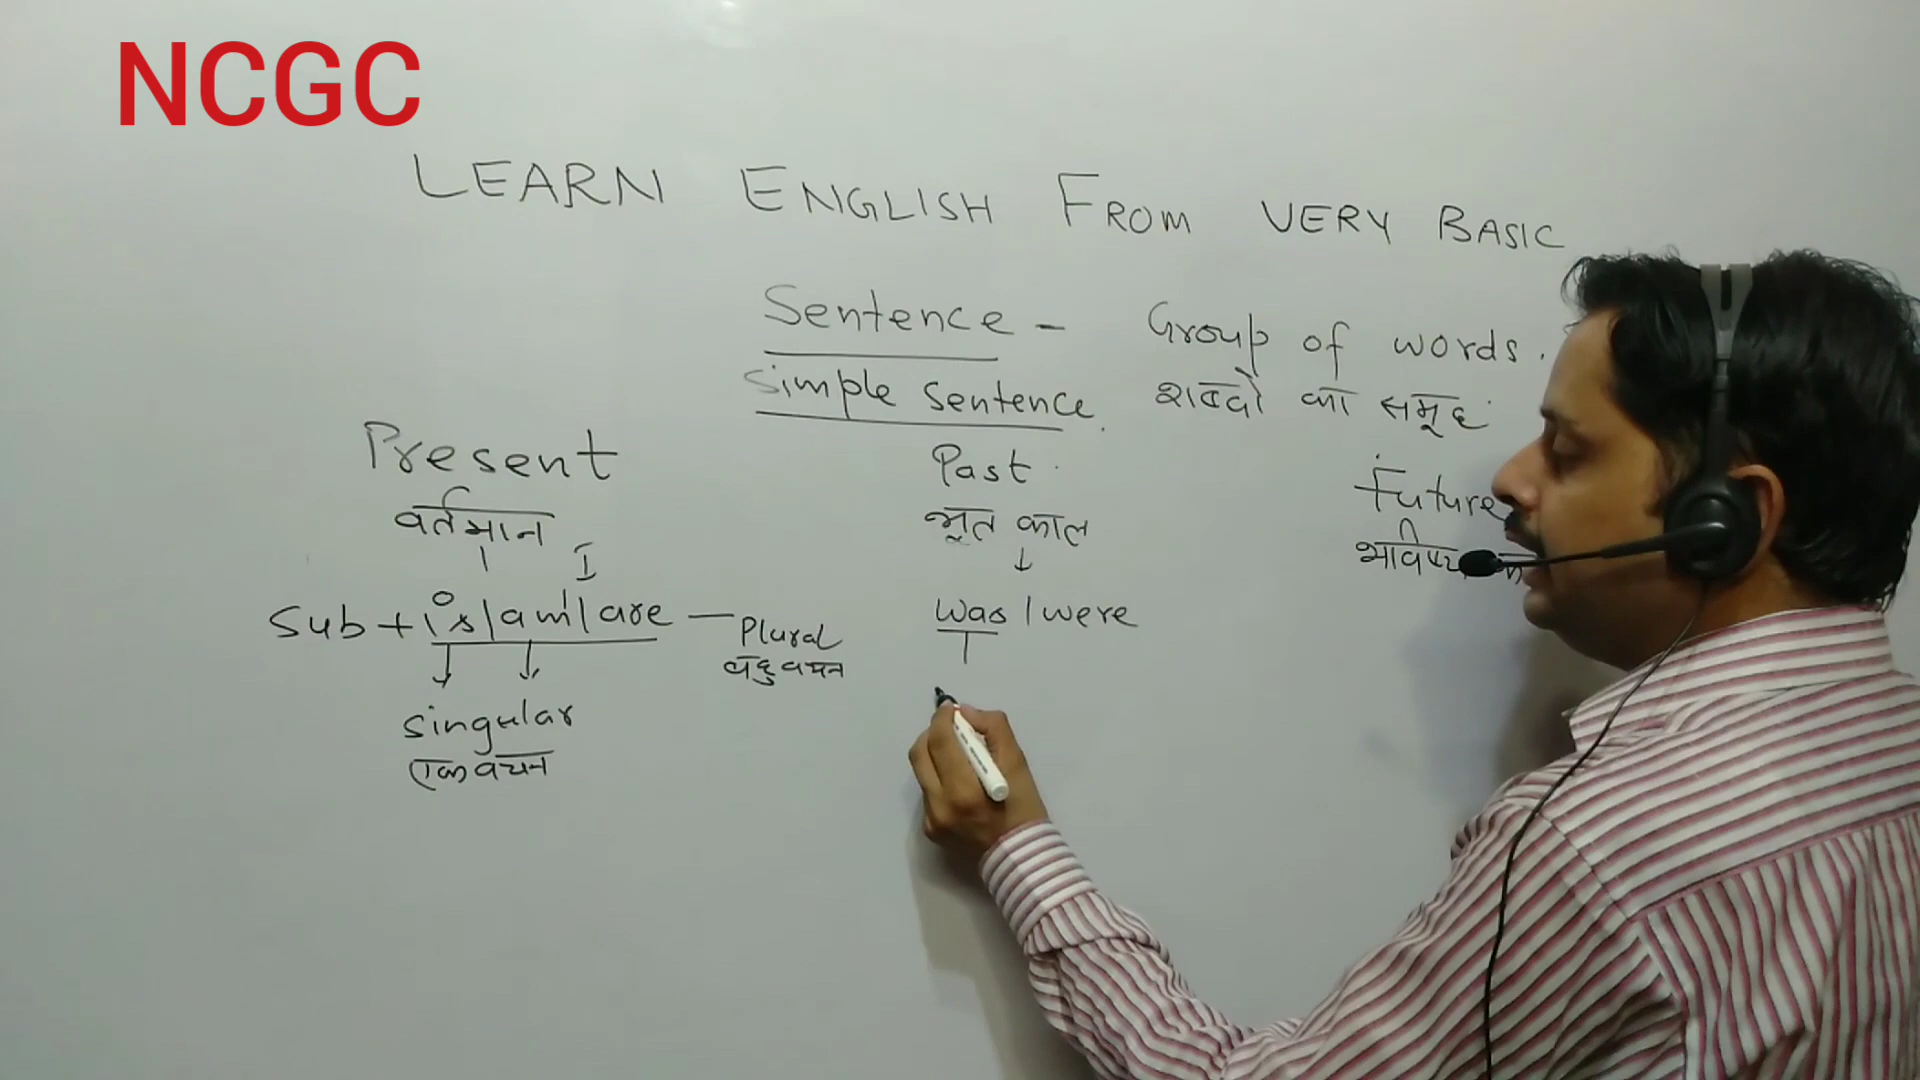 NCGC
LEARN ENGLISH FROM VERY BASIC
Sentence - Group of words.
Simple Sentence. शब्दों का समूह
Present Past Future
वर्तमान भूत काल
I
Sub + is/am/are — Plural was/were
बहुवचन
Singular
एकवचन